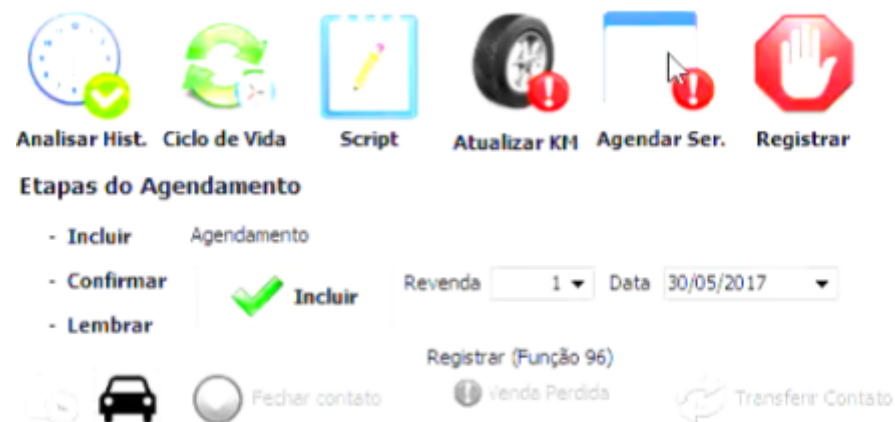 Analisar Hist. Ciclo de Vida Script Atualizar KM Agendar Ser. Registrar
Etapas do Agendamento
- Incluir Agendamento
- Confirmar Incluir Revenda 1 Data 30/05/2017
- Lembrar
Registrar (Função 96)
Fechar contato Venda Perdida Transferir Contato